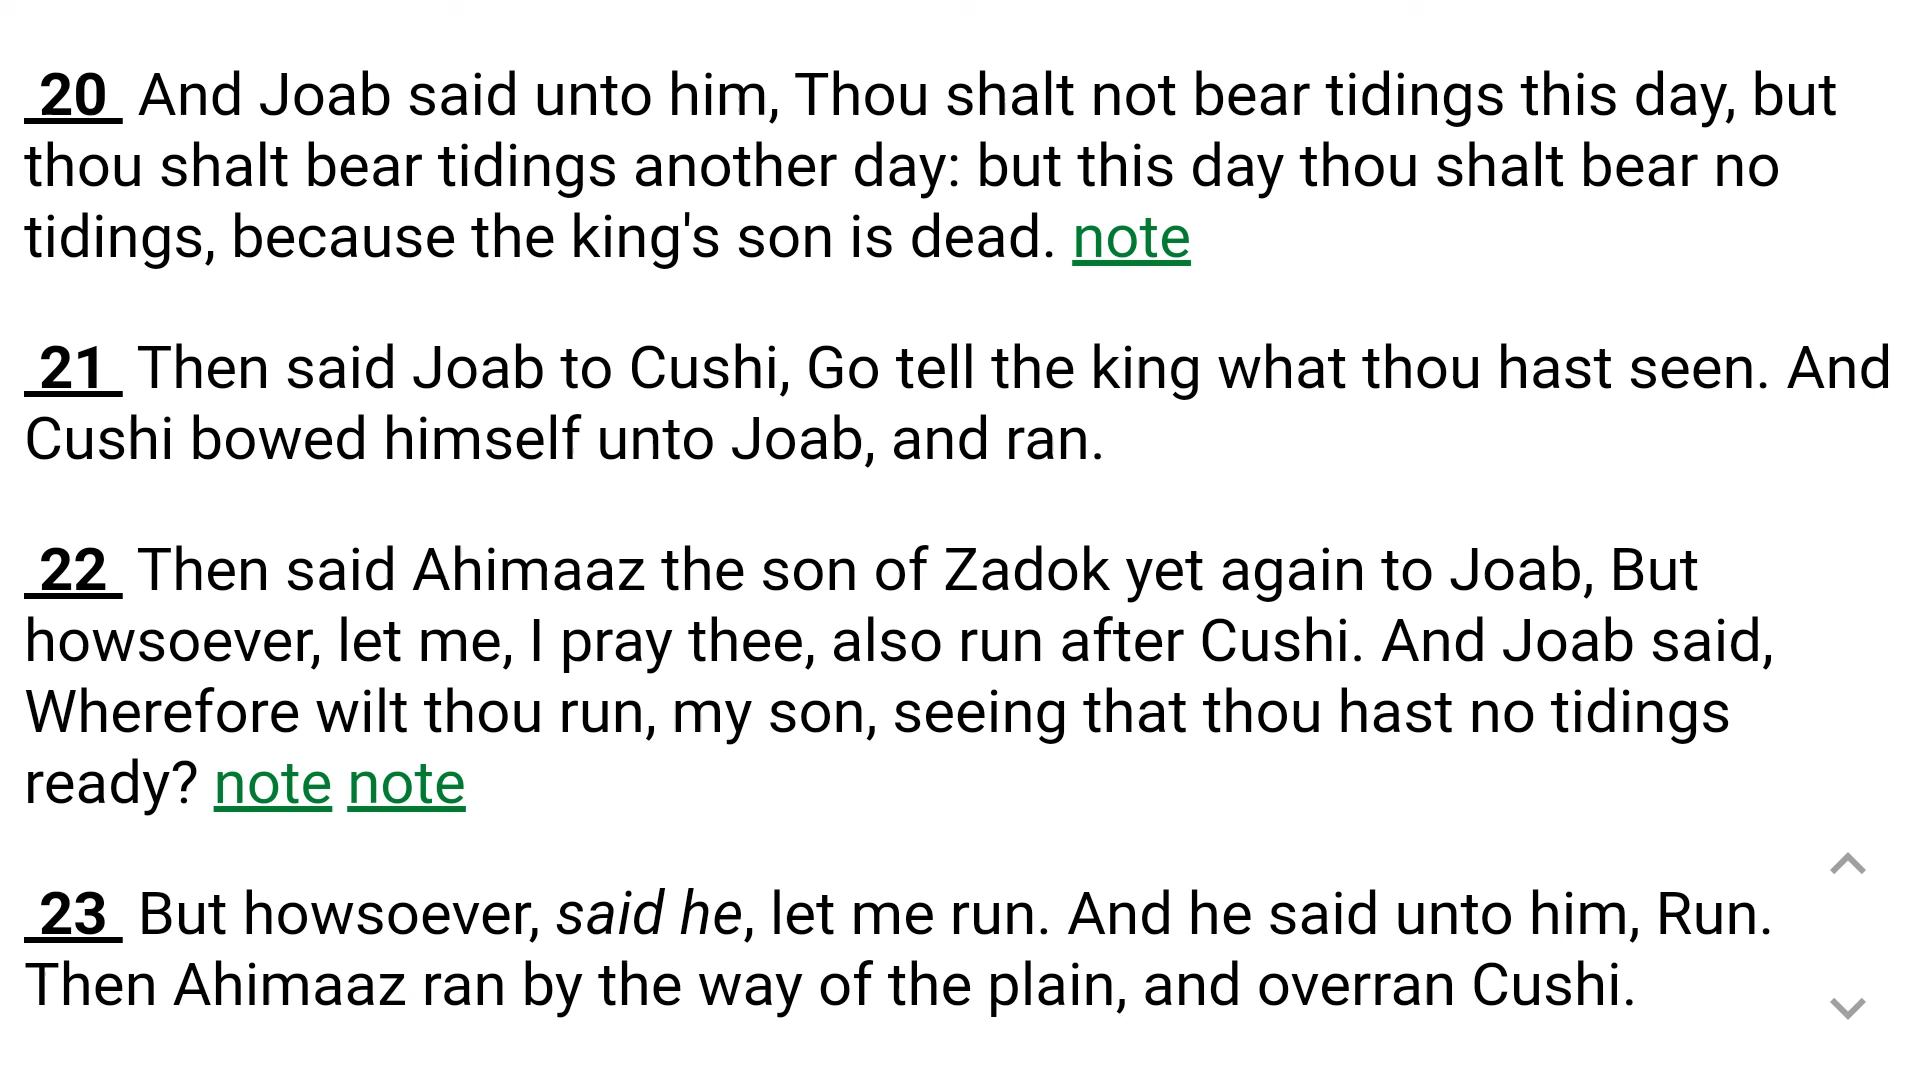 20 And Joab said unto him, Thou shalt not bear tidings this day, but
thou shalt bear tidings another day: but this day thou shalt bear no
tidings, because the king's son is dead. note
21 Then said Joab to Cushi, Go tell the king what thou hast seen. And
Cushi bowed himself unto Joab, and ran.
22 Then said Ahimaaz the son of Zadok yet again to Joab, But
howsoever, let me, I pray thee, also run after Cushi. And Joab said,
Wherefore wilt thou run, my son, seeing that thou hast no tidings
ready? note note
23 But howsoever, said he, let me run. And he said unto him, Run.
Then Ahimaaz ran by the way of the plain, and overran Cushi.